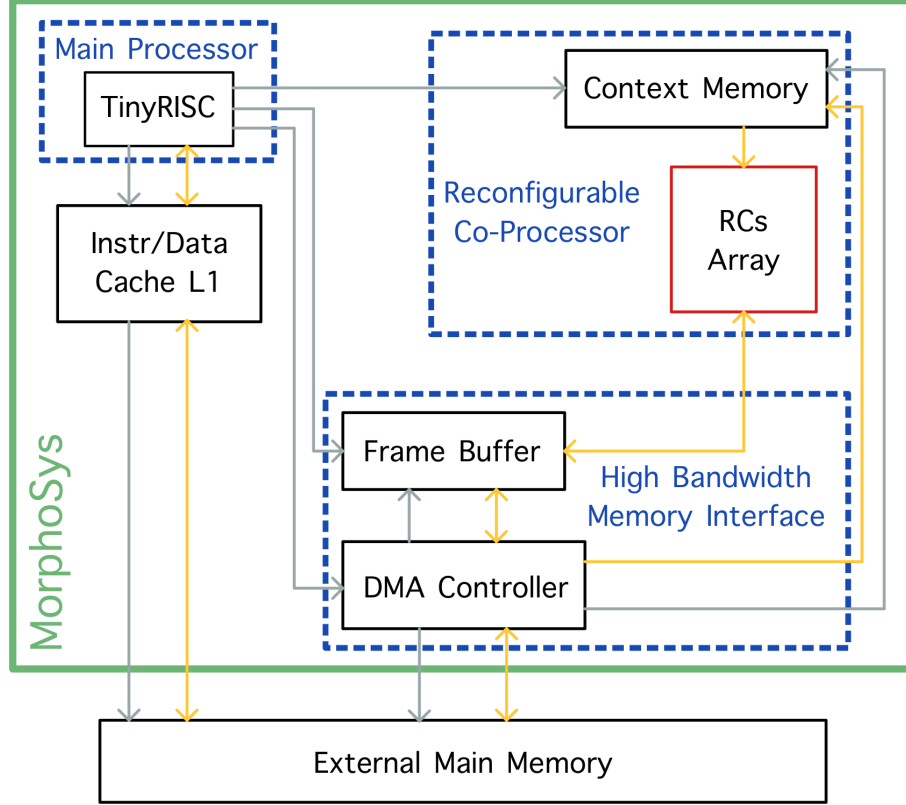 Main Processor
TinyRISC
Context Memory
Reconfigurable
Co-Processor
RCs
Array
Instr/Data
Cache L1
MorphoSys
Frame Buffer
High Bandwidth
Memory Interface
DMA Controller
External Main Memory